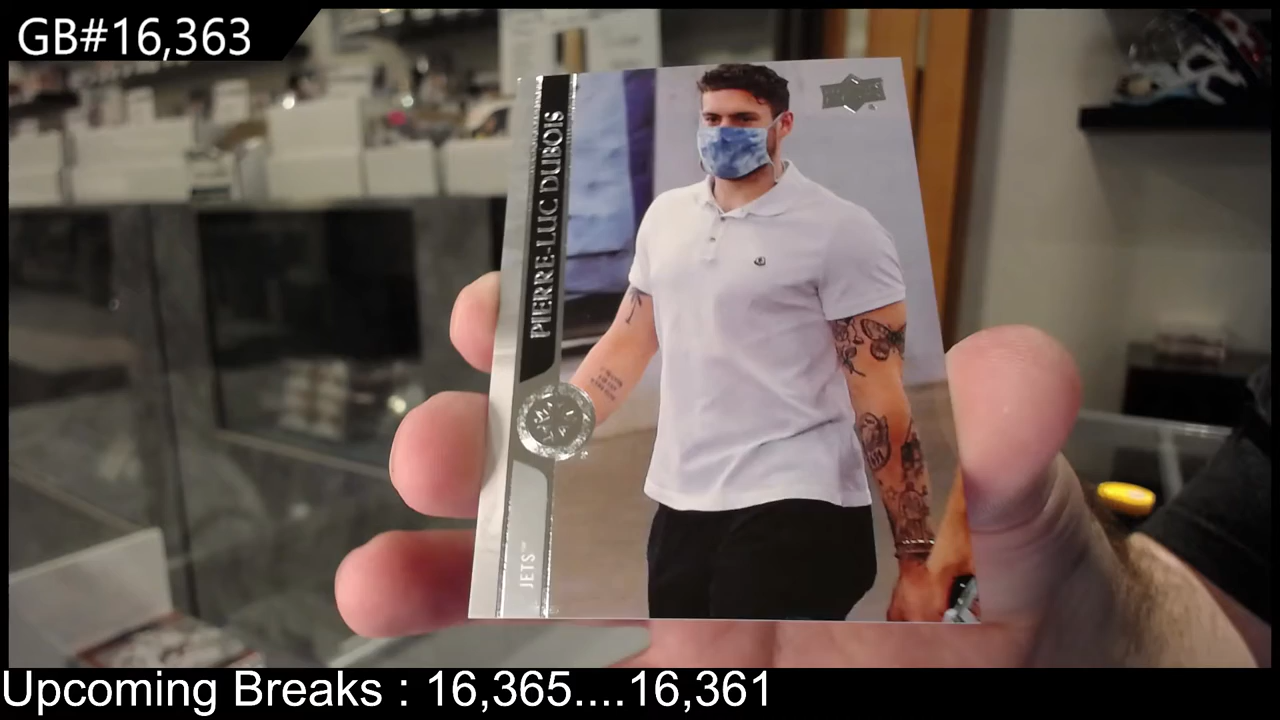 GB#16,363
PIERRE-LUC DUBOIS
JETS
Upcoming Breaks : 16,365....16,361